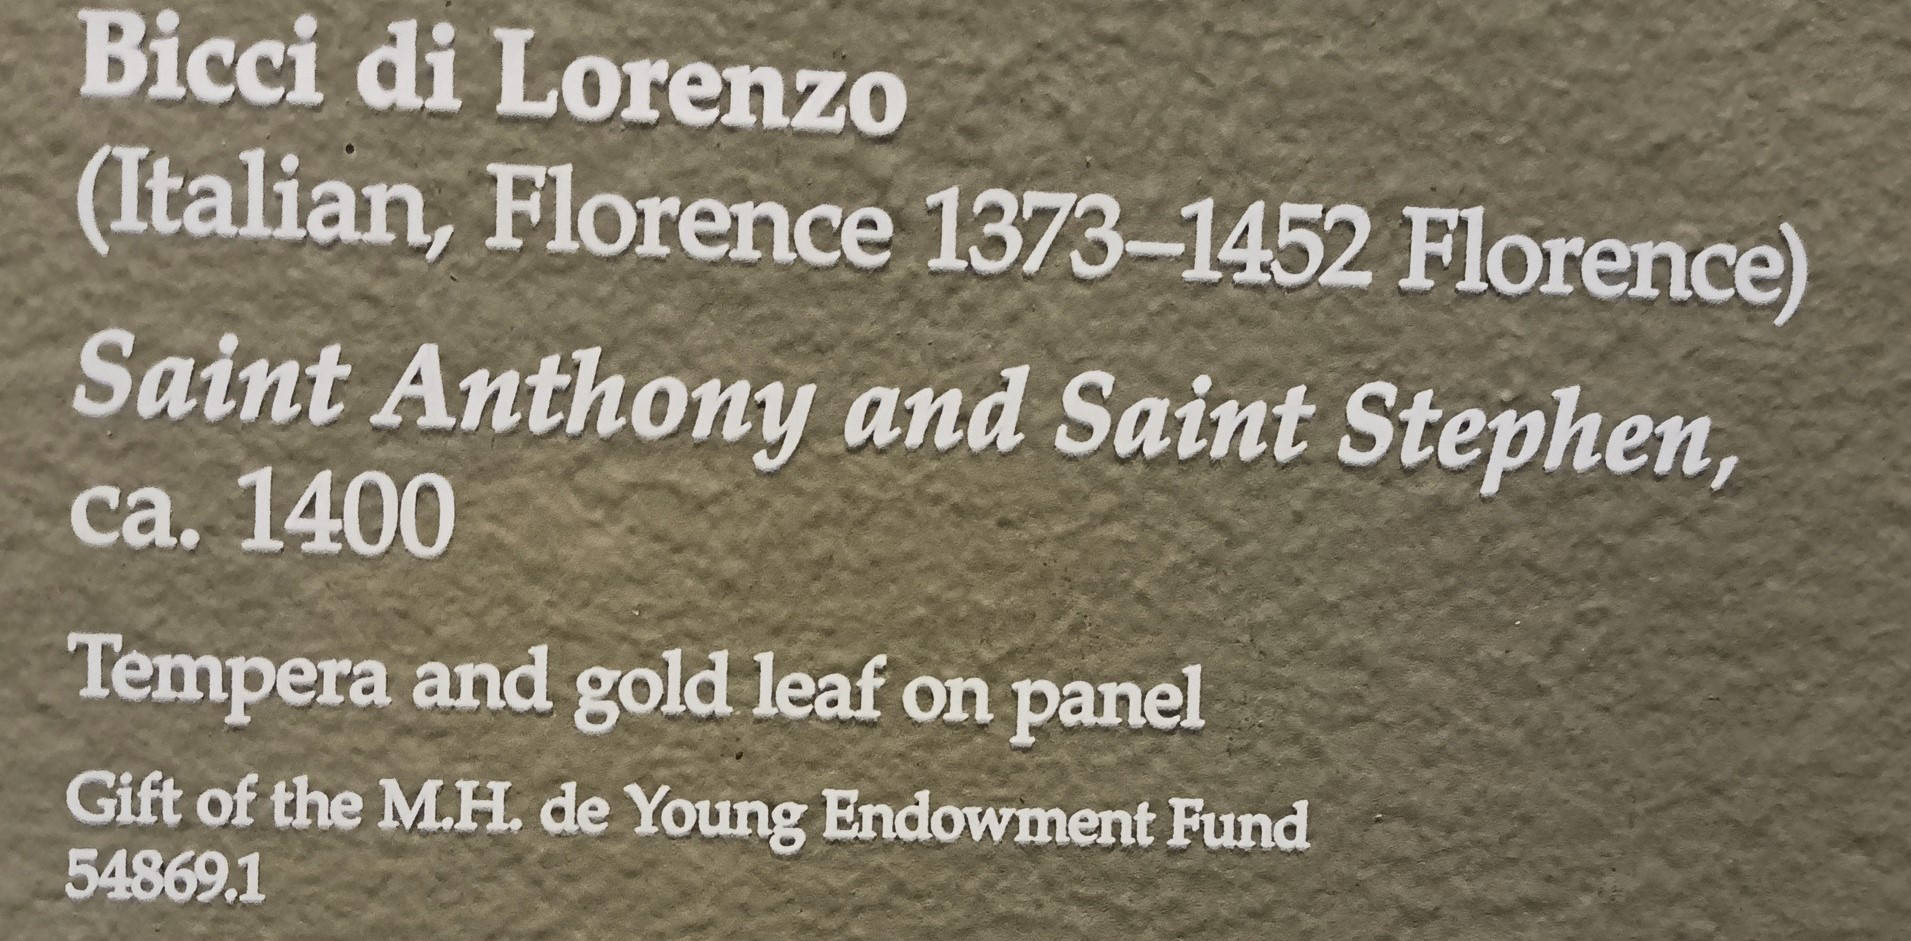 Bicci di Lorenzo
(Italian, Florence 1373–1452 Florence)
Saint Anthony and Saint Stephen,
ca. 1400
Tempera and gold leaf on panel
Gift of the M.H. de Young Endowment Fund
54869.1